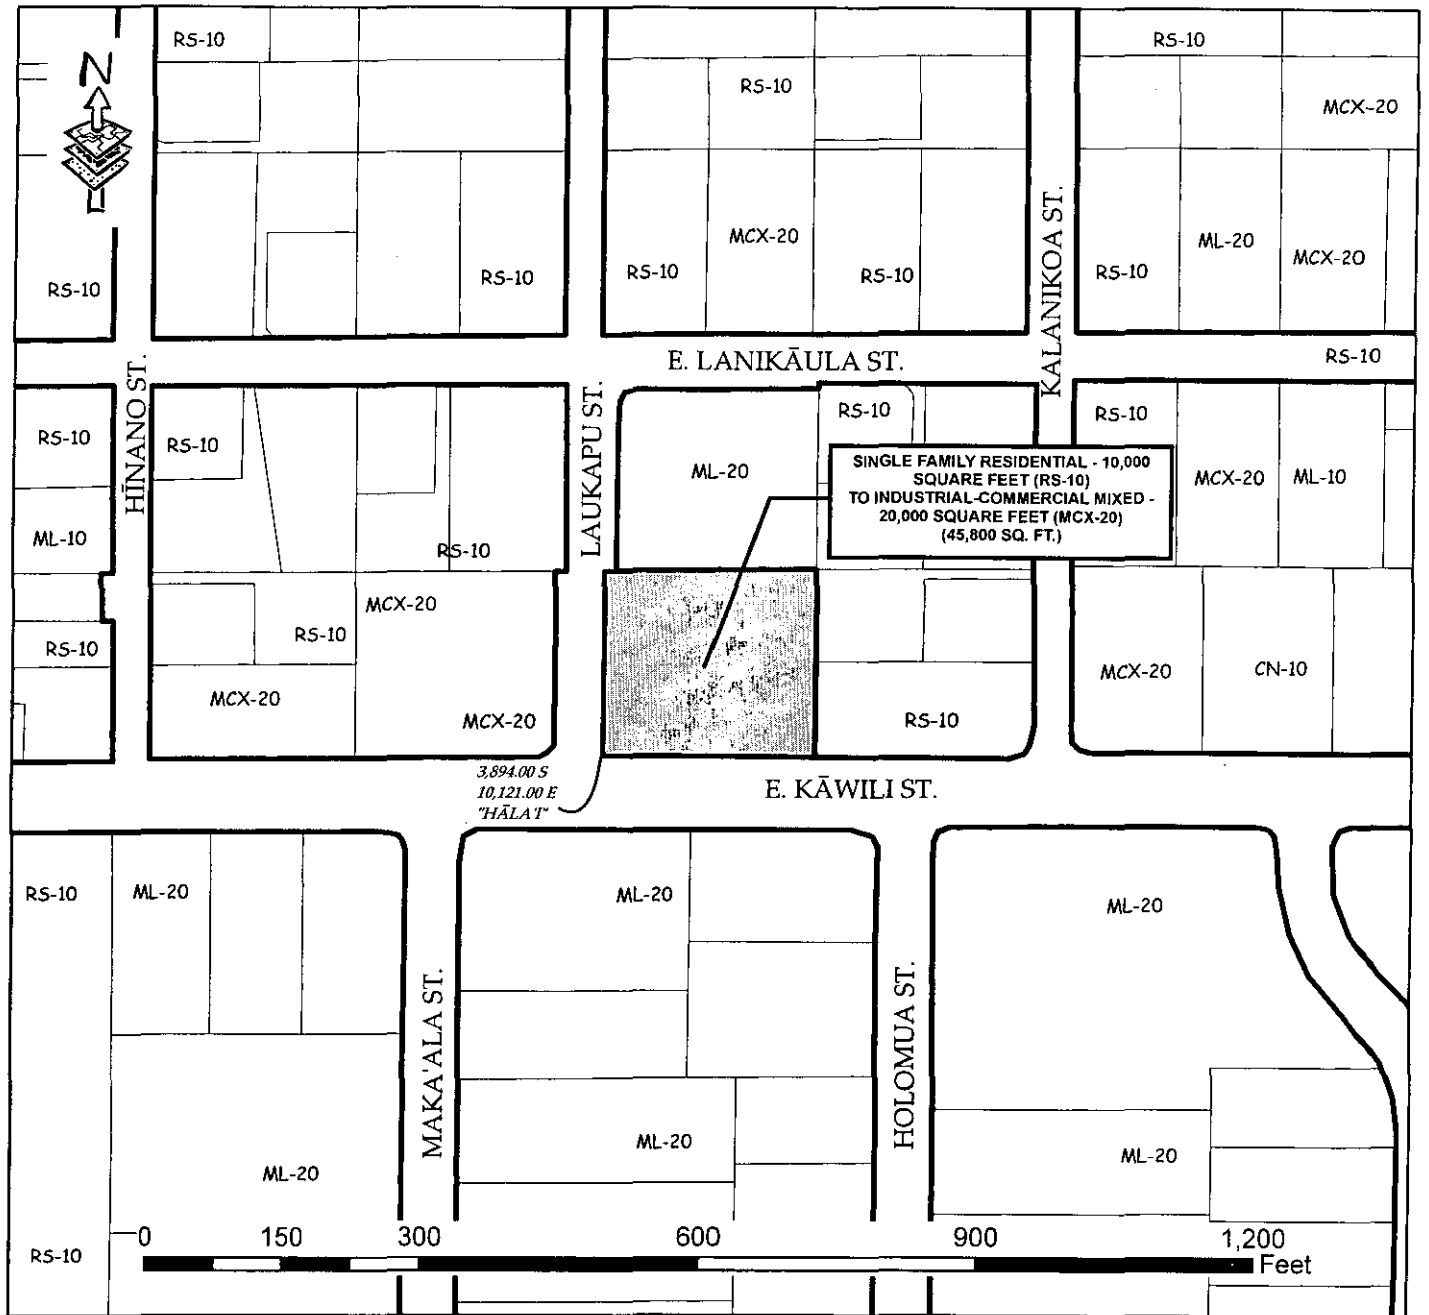 RS-10
RS-10
N
RS-10
MCX-20
MCX-20
ML-20
MCX-20
RS-10
RS-10
RS-10
RS-10
RS-10
KALANIKOA ST.
E. LANIKĀULA ST.
RS-10
HĪNANO ST.
LAUKAPU ST.
RS-10
RS-10
RS-10
RS-10
ML-20
MCX-20
ML-10
SINGLE FAMILY RESIDENTIAL - 10,000
SQUARE FEET (RS-10)
TO INDUSTRIAL-COMMERCIAL MIXED -
20,000 SQUARE FEET (MCX-20)
(45,800 SQ. FT.)
ML-10
RS-10
MCX-20
RS-10
RS-10
MCX-20
MCX-20
RS-10
MCX-20
CN-10
3,894.00 S
10,121.00 E
"HĀLA'I"
E. KĀWILI ST.
RS-10
ML-20
ML-20
ML-20
MAKA'ALA ST.
HOLOMUA ST.
ML-20
ML-20
ML-20
RS-10
0 150 300 600 900 1,200
Feet